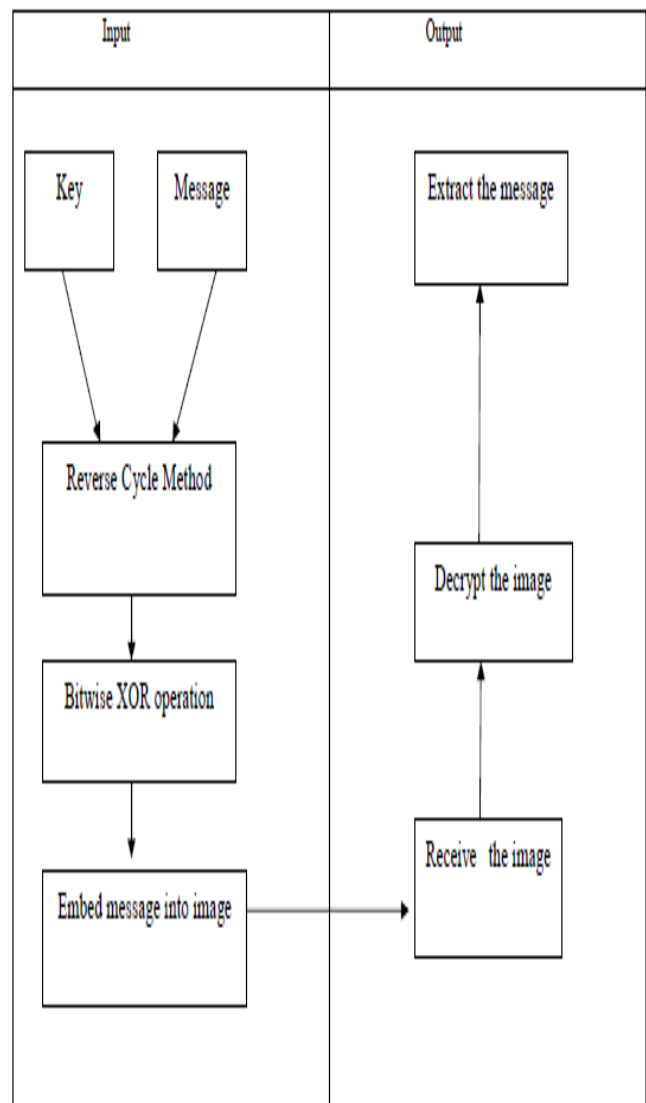 Input
Output
Key
Message
Reverse Cycle Method
Bitwise XOR operation
Embed message into image
Extract the message
Decrypt the image
Receive the image